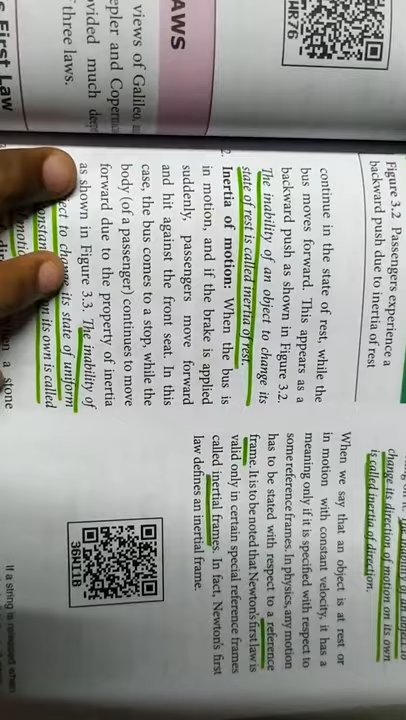 AWS
views of Galileo,
epler and Coperni
ovided much
three laws.
s First Law
HR76
Figure 3.2 Passengers experience a
backward push due to inertia of rest
continue in the state of rest, while the
bus moves forward. This appears as a
backward push as shown in Figure 3.2.
The inability of an object to change its
state of rest is called inertia of rest.
2. Inertia of motion: When the bus is
in motion, and if the brake is applied
suddenly, passengers move forward
and hit against the front seat. In this
case, the bus comes to a stop, while the
body (of a passenger) continues to move
forward due to the property of inertia
as shown in Figure 3.3. The inability of
ect to change its state of uniform
on its own is called
a stone
change its direction of motion on its own
is called inertia of direction.
When we say that an object is at rest or
in motion with constant velocity, it has a
meaning only if it is specified with respect to
some reference frames. In physics, any motion
has to be stated with respect to a reference
frame. It is to be noted that Newton's first law is
valid only in certain special reference frames
called inertial frames. In fact, Newton's first
law defines an inertial frame.
36H11B
If a string is released when